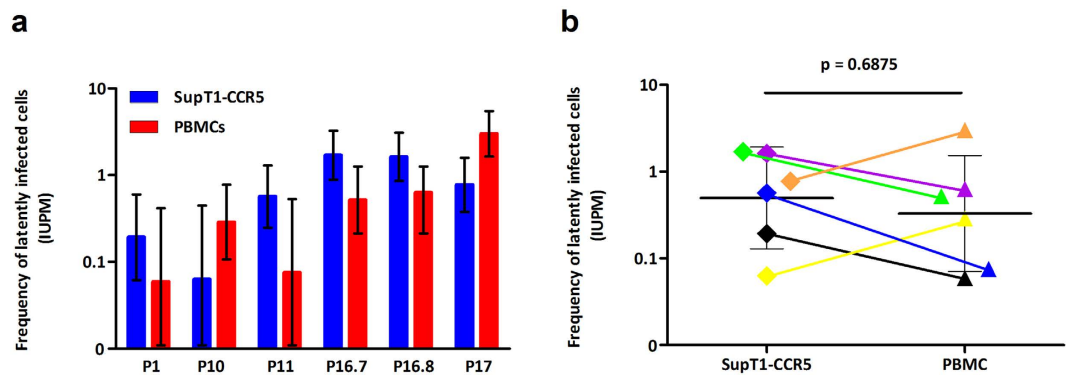 a
Frequency of latently infected cells
(IUPM)
10
1
0.1
0
SupT1-CCR5
PBMCs
P1 P10 P11 P16.7 P16.8 P17
b
Frequency of latently infected cells
(IUPM)
10
1
0.1
0
p = 0.6875
SupT1-CCR5 PBMC